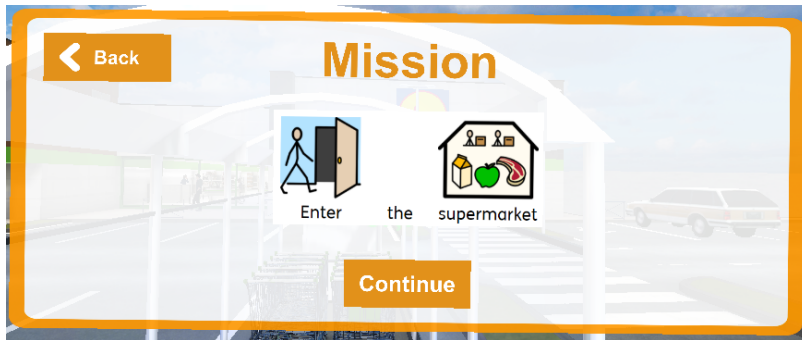 Back
Mission
Enter the supermarket
Continue